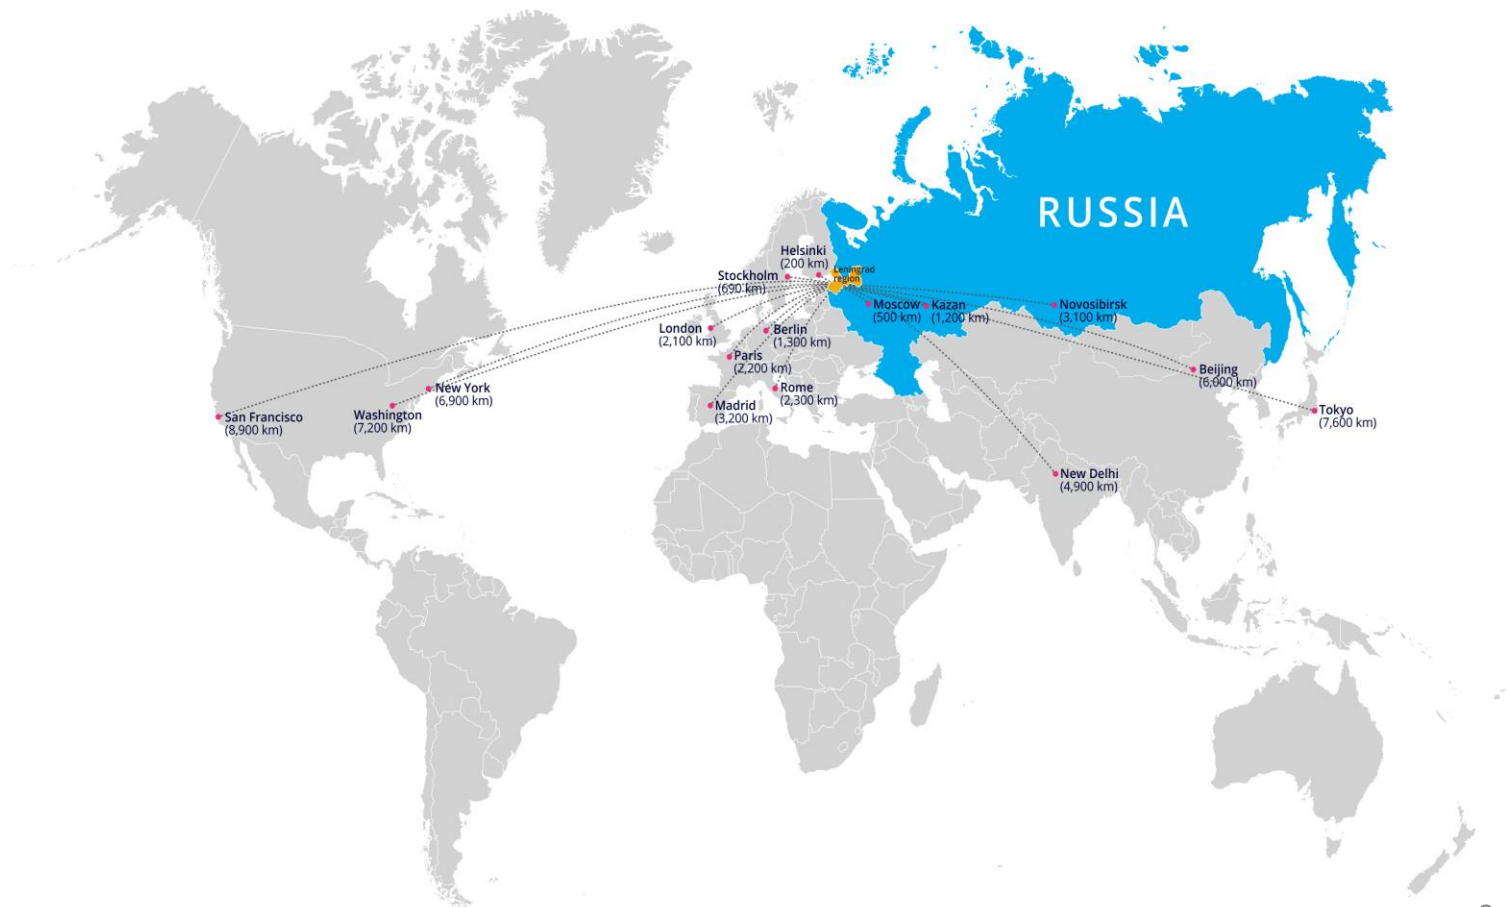 RUSSIA
Helsinki
(200 km)
Leningrad
region
Stockholm
(690 km)
Moscow
(500 km)
Kazan
(1,200 km)
Novosibirsk
(3,100 km)
London
(2,100 km)
Berlin
(1,300 km)
Paris
(2,200 km)
Beijing
(6,000 km)
New York
(6,900 km)
Rome
(2,300 km)
San Francisco
(8,900 km)
Washington
(7,200 km)
Madrid
(3,200 km)
Tokyo
(7,600 km)
New Delhi
(4,900 km)